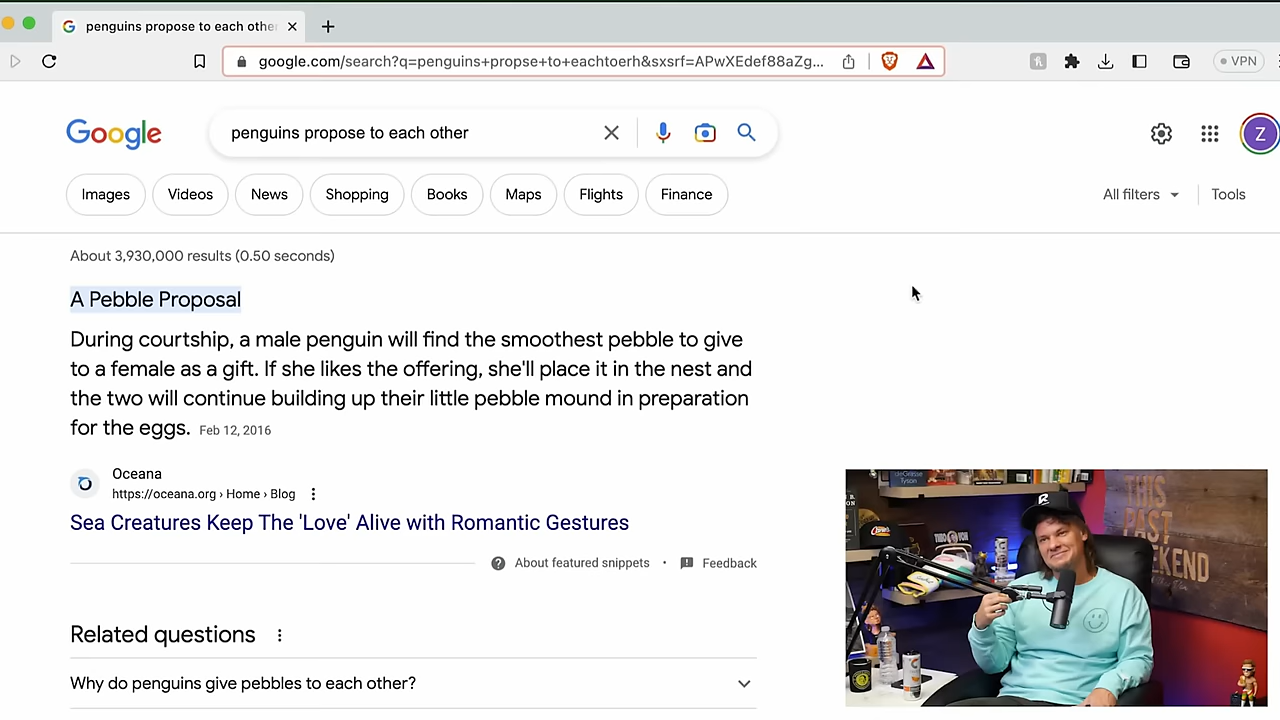 penguins propose to each other
google.com/search?q=penguins+propse+to+eachtoerh&sxsrf=APwXEdef88aZg...
VPN
Google
penguins propose to each other
Z
Images
Videos
News
Shopping
Books
Maps
Flights
Finance
All filters
Tools
About 3,930,000 results (0.50 seconds)
A Pebble Proposal
During courtship, a male penguin will find the smoothest pebble to give
to a female as a gift. If she likes the offering, she'll place it in the nest and
the two will continue building up their little pebble mound in preparation
for the eggs. Feb 12, 2016
Oceana
https://oceana.org › Home › Blog
Sea Creatures Keep The 'Love' Alive with Romantic Gestures
About featured snippets • Feedback
Related questions
Why do penguins give pebbles to each other?
Tyson
THIS
PAST
WEEKEND
THEO VON